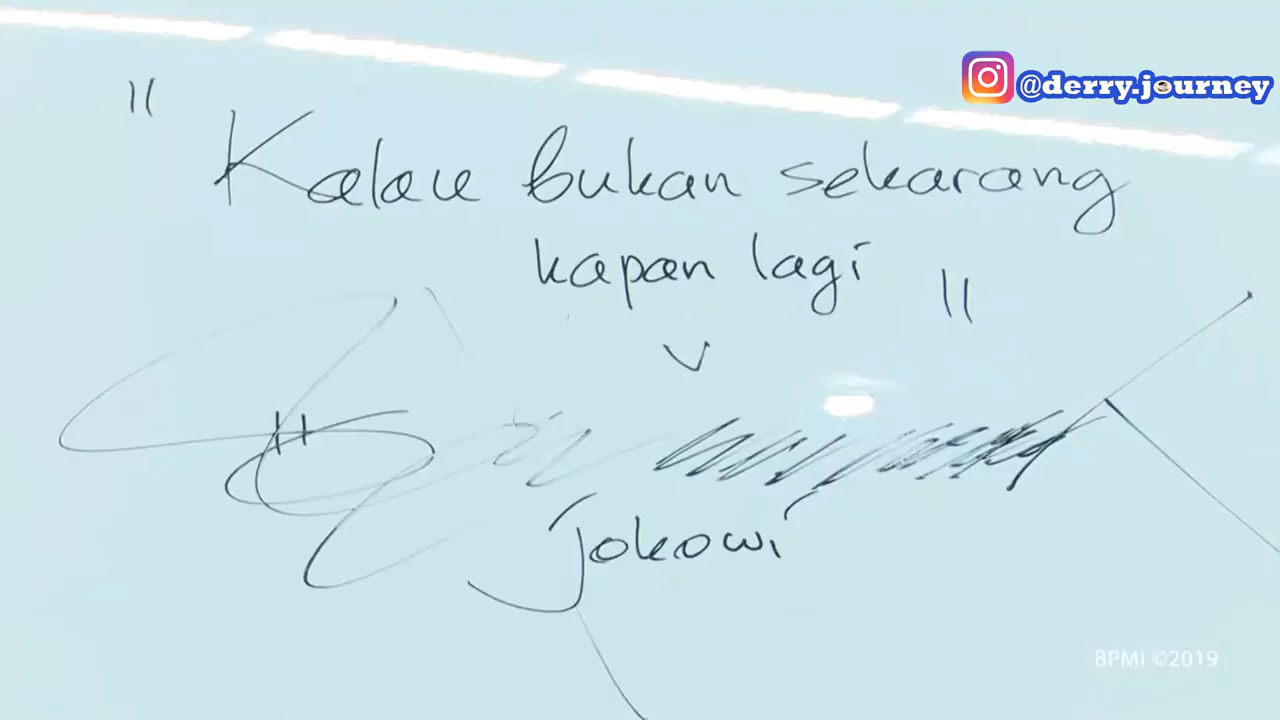 @derry.journey
" Kalau bukan sekarang
kapan lagi "
jokowi
BPMI ©2019